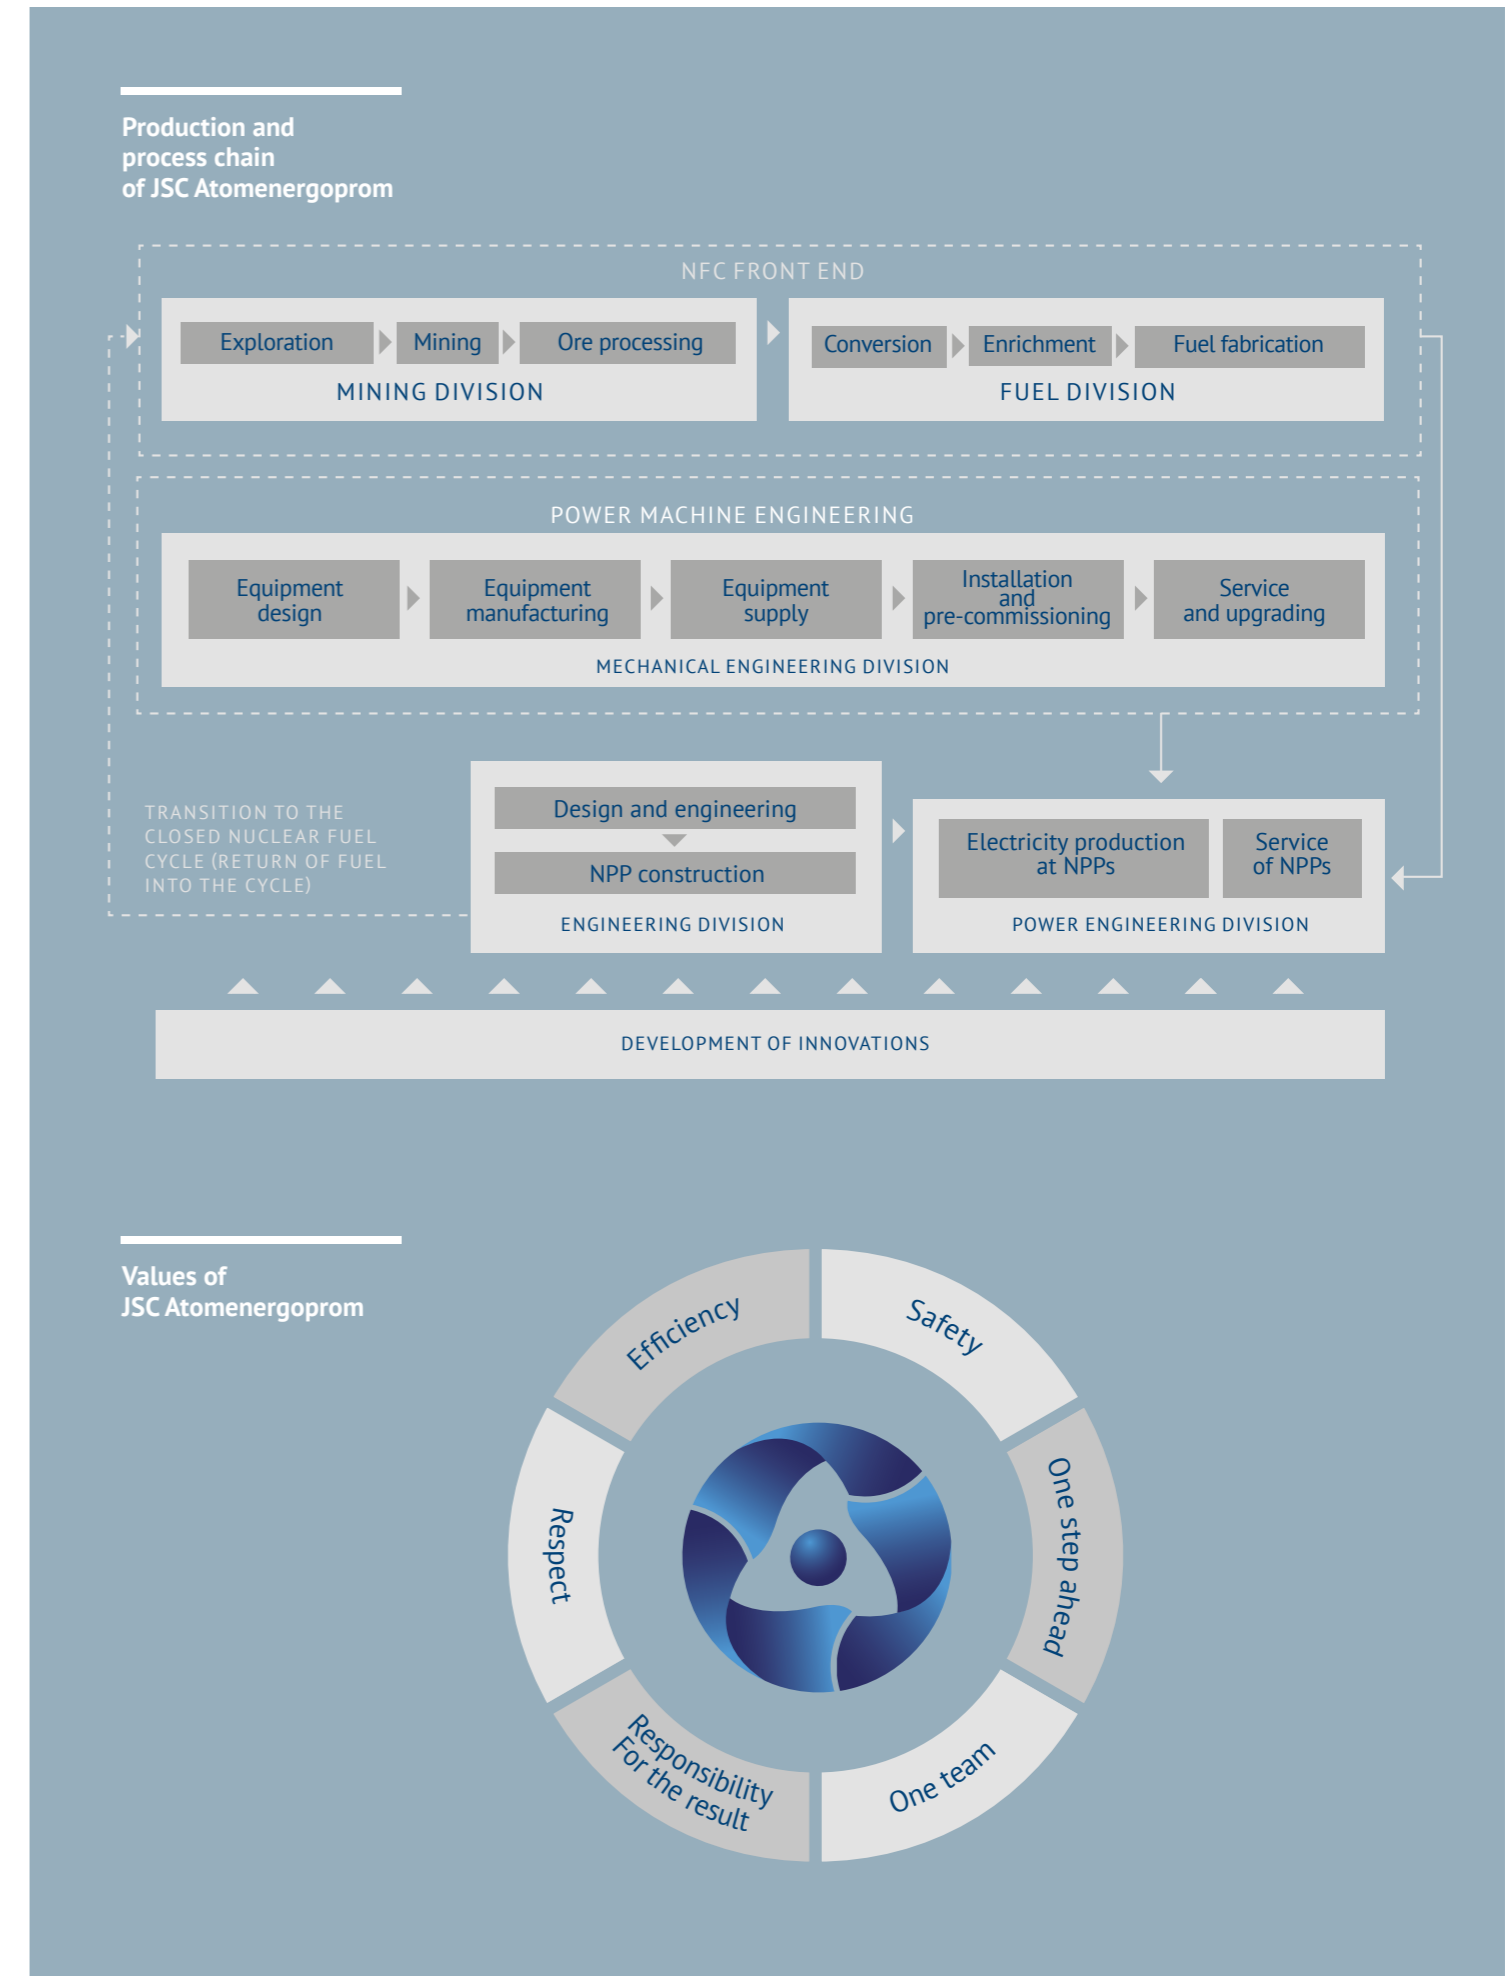 Production and
process chain
of JSC Atomenergoprom
NFC FRONT END
Exploration
Mining
Ore processing
MINING DIVISION
Conversion
Enrichment
Fuel fabrication
FUEL DIVISION
POWER MACHINE ENGINEERING
Equipment
design
Equipment
manufacturing
Equipment
supply
Installation
and
pre-commissioning
Service
and upgrading
MECHANICAL ENGINEERING DIVISION
TRANSITION TO THE
CLOSED NUCLEAR FUEL
CYCLE (RETURN OF FUEL
INTO THE CYCLE)
Design and engineering
NPP construction
ENGINEERING DIVISION
Electricity production
at NPPs
Service
of NPPs
POWER ENGINEERING DIVISION
DEVELOPMENT OF INNOVATIONS
Values of
JSC Atomenergoprom
Efficiency
Safety
One step ahead
One team
Responsibility
For the result
Respect